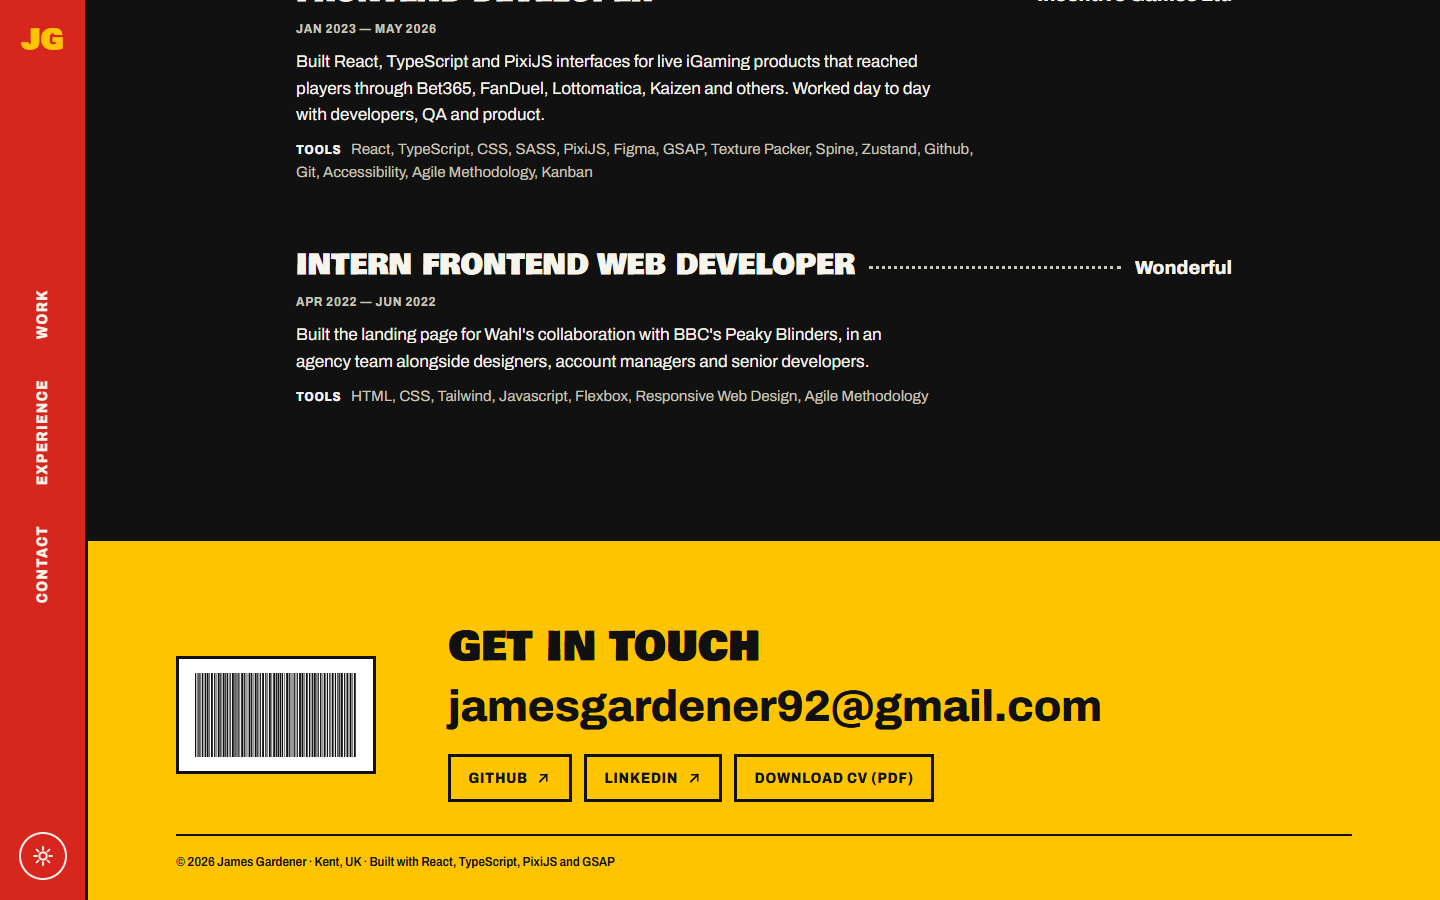 JG
WORK
EXPERIENCE
CONTACT
FRONTEND DEVELOPER
Incentive Games Ltd
JAN 2023 — MAY 2026
Built React, TypeScript and PixiJS interfaces for live iGaming products that reached
players through Bet365, FanDuel, Lottomatica, Kaizen and others. Worked day to day
with developers, QA and product.
TOOLS React, TypeScript, CSS, SASS, PixiJS, Figma, GSAP, Texture Packer, Spine, Zustand, Github,
Git, Accessibility, Agile Methodology, Kanban
INTERN FRONTEND WEB DEVELOPER
Wonderful
APR 2022 — JUN 2022
Built the landing page for Wahl's collaboration with BBC's Peaky Blinders, in an
agency team alongside designers, account managers and senior developers.
TOOLS HTML, CSS, Tailwind, Javascript, Flexbox, Responsive Web Design, Agile Methodology
GET IN TOUCH
jamesgardener92@gmail.com
GITHUB ↗
LINKEDIN ↗
DOWNLOAD CV (PDF)
© 2026 James Gardener · Kent, UK · Built with React, TypeScript, PixiJS and GSAP